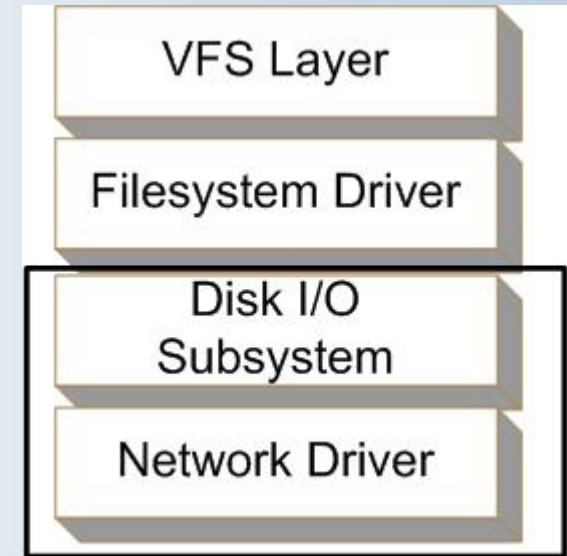 VFS Layer
Filesystem Driver
Disk I/O
Subsystem
Network Driver